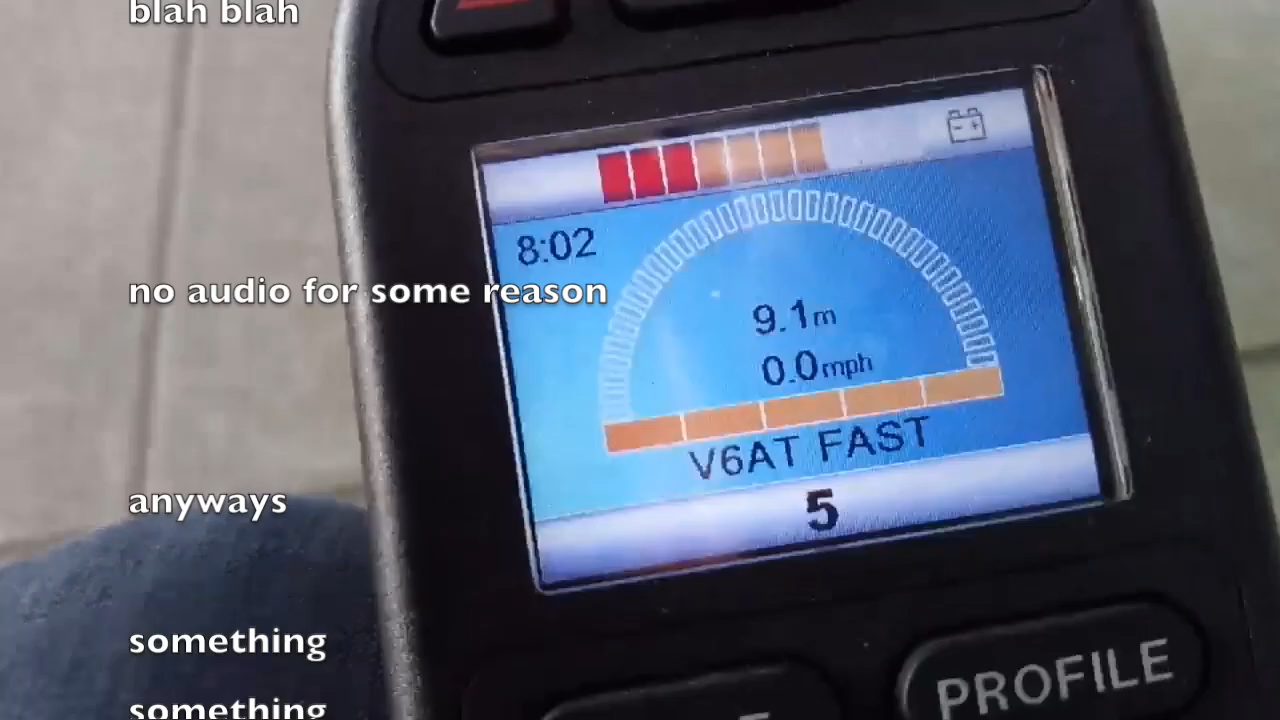 blah blah
8:02
no audio for some reason
9.1m
0.0mph
V6AT FAST
anyways
5
something
PROFILE
something